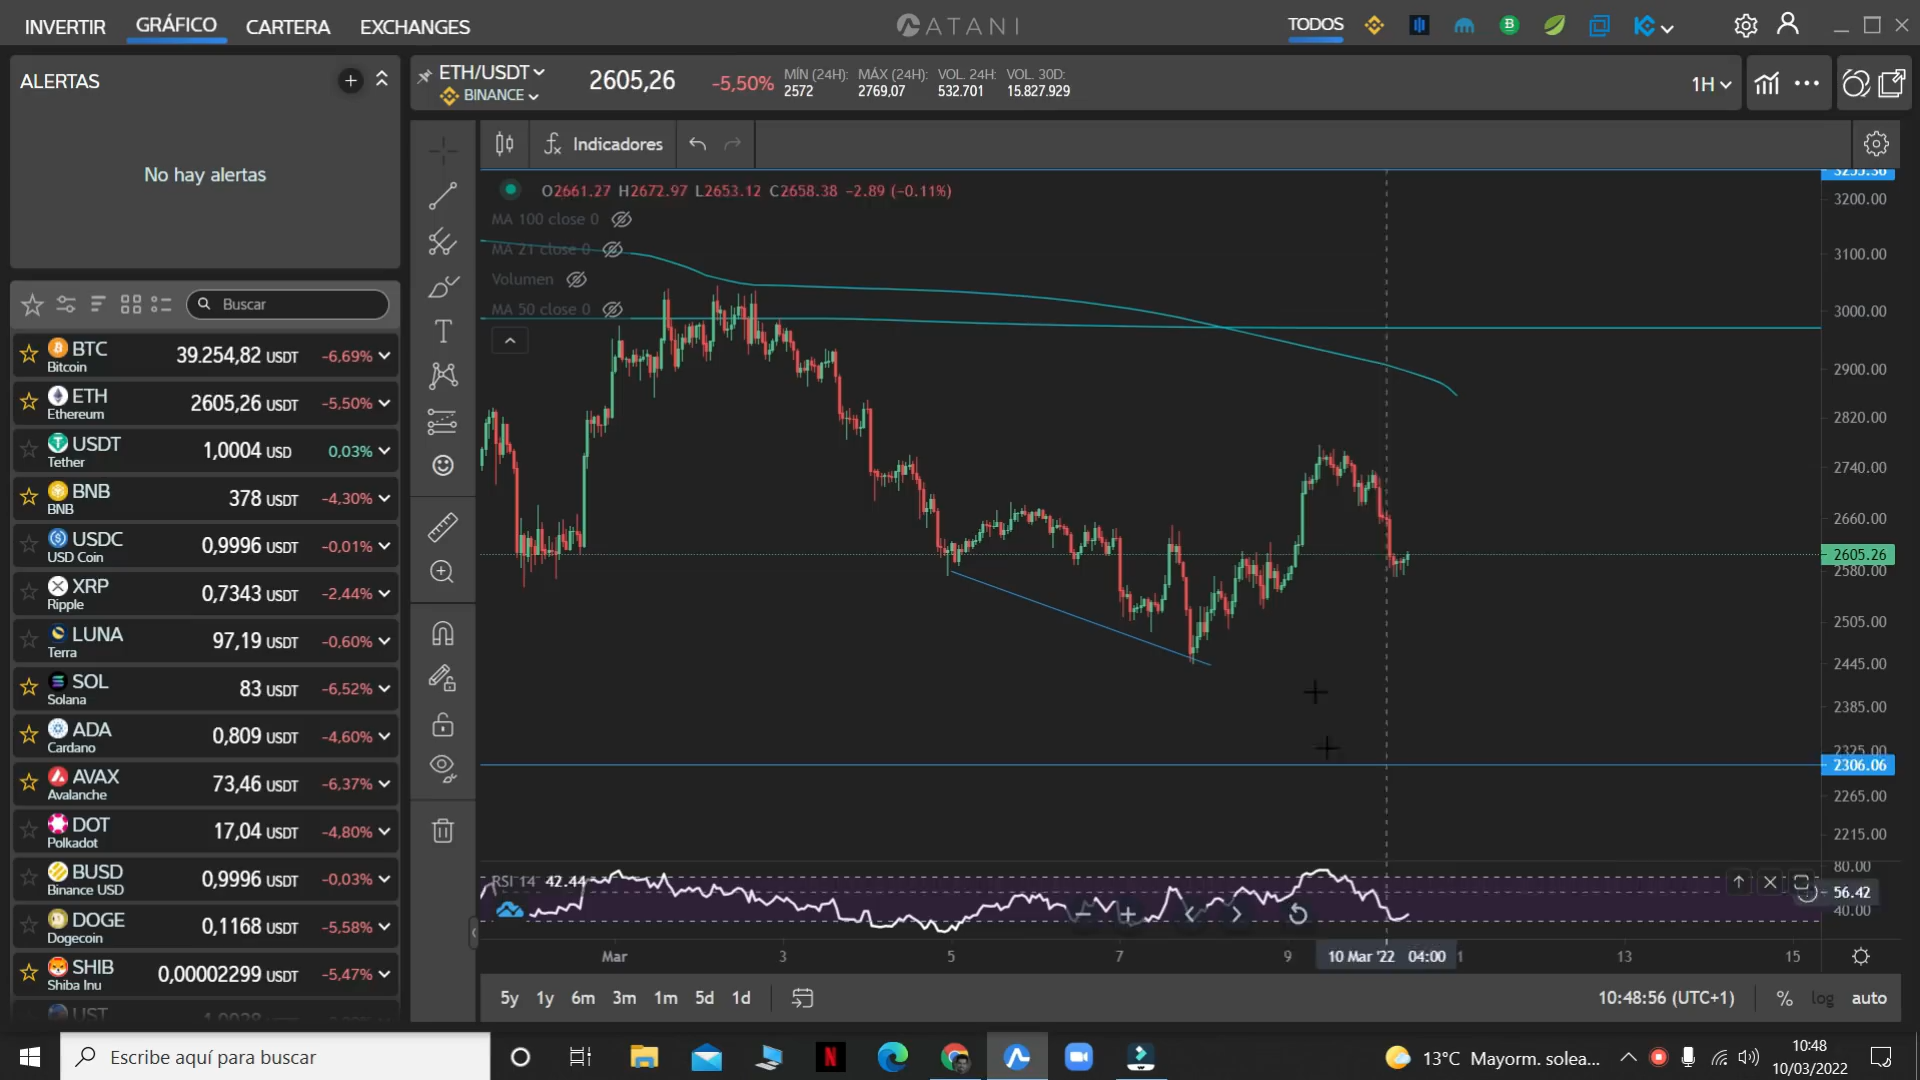 INVERTIR GRÁFICO CARTERA EXCHANGES ATANI TODOS
ALERTAS
No hay alertas
ETH/USDT
BINANCE
2605,26 -5,50%
MÍN (24H): MÁX (24H): VOL. 24H: VOL. 30D:
2572 2769,07 532.701 15.827.929
1H
Indicadores
O2661.27 H2672.97 L2653.12 C2658.38 −2.89 (−0.11%)
MA 100 close 0
MA 21 close 0
Volumen
MA 50 close 0
Buscar
BTC 39.254,82 USDT -6,69%
Bitcoin
ETH 2605,26 USDT -5,50%
Ethereum
USDT 1,0004 USD 0,03%
Tether
BNB 378 USDT -4,30%
BNB
USDC 0,9996 USDT -0,01%
USD Coin
XRP 0,7343 USDT -2,44%
Ripple
LUNA 97,19 USDT -0,60%
Terra
SOL 83 USDT -6,52%
Solana
ADA 0,809 USDT -4,60%
Cardano
AVAX 73,46 USDT -6,37%
Avalanche
DOT 17,04 USDT -4,80%
Polkadot
BUSD 0,9996 USDT -0,03%
Binance USD
DOGE 0,1168 USDT -5,58%
Dogecoin
SHIB 0,00002299 USDT -5,47%
Shiba Inu
UST
3255.36
3200.00
3100.00
3000.00
2900.00
2820.00
2740.00
2660.00
2605.26
2580.00
2505.00
2445.00
2385.00
2325.00
2306.06
2265.00
2215.00
RSI 14 42.44
80.00
56.42
40.00
Mar 3 5 7 9 10 Mar '22 04:00 1 13 15
5y 1y 6m 3m 1m 5d 1d
10:48:56 (UTC+1) % log auto
Escribe aquí para buscar
13°C Mayorm. solea...
10:48
10/03/2022